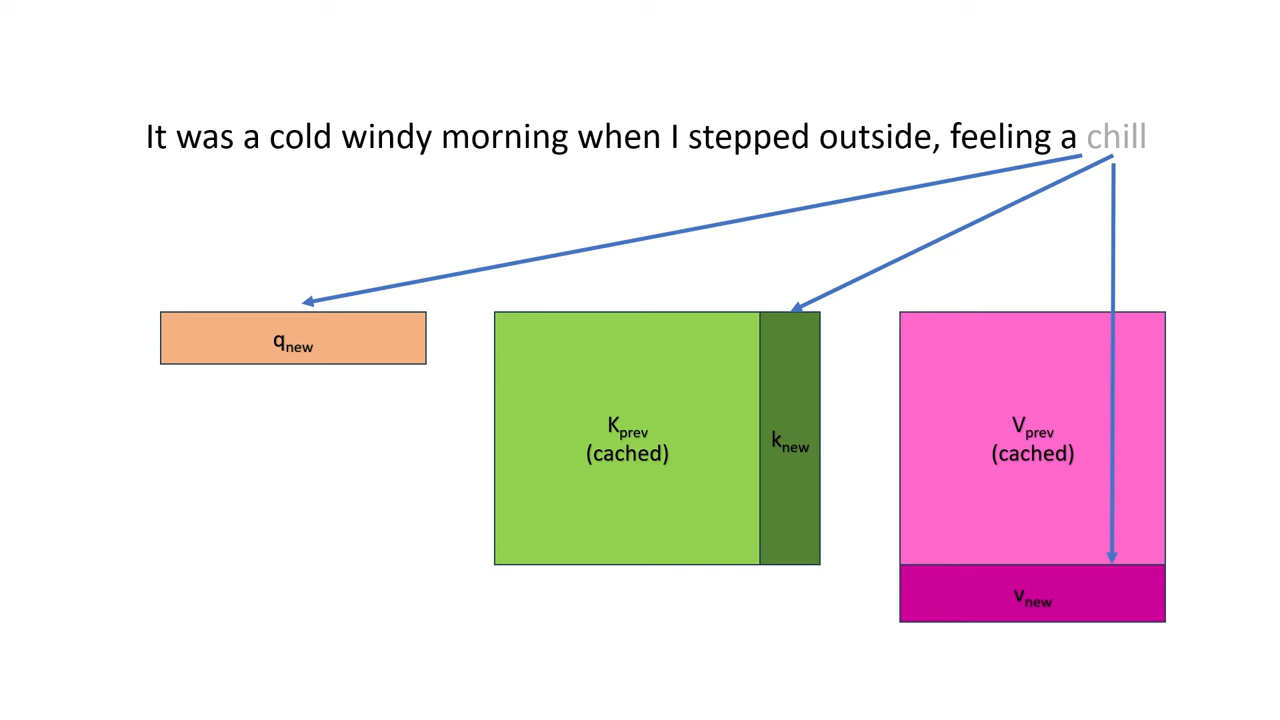 It was a cold windy morning when I stepped outside, feeling a chill
qnew
Kprev
(cached)
knew
Vprev
(cached)
vnew